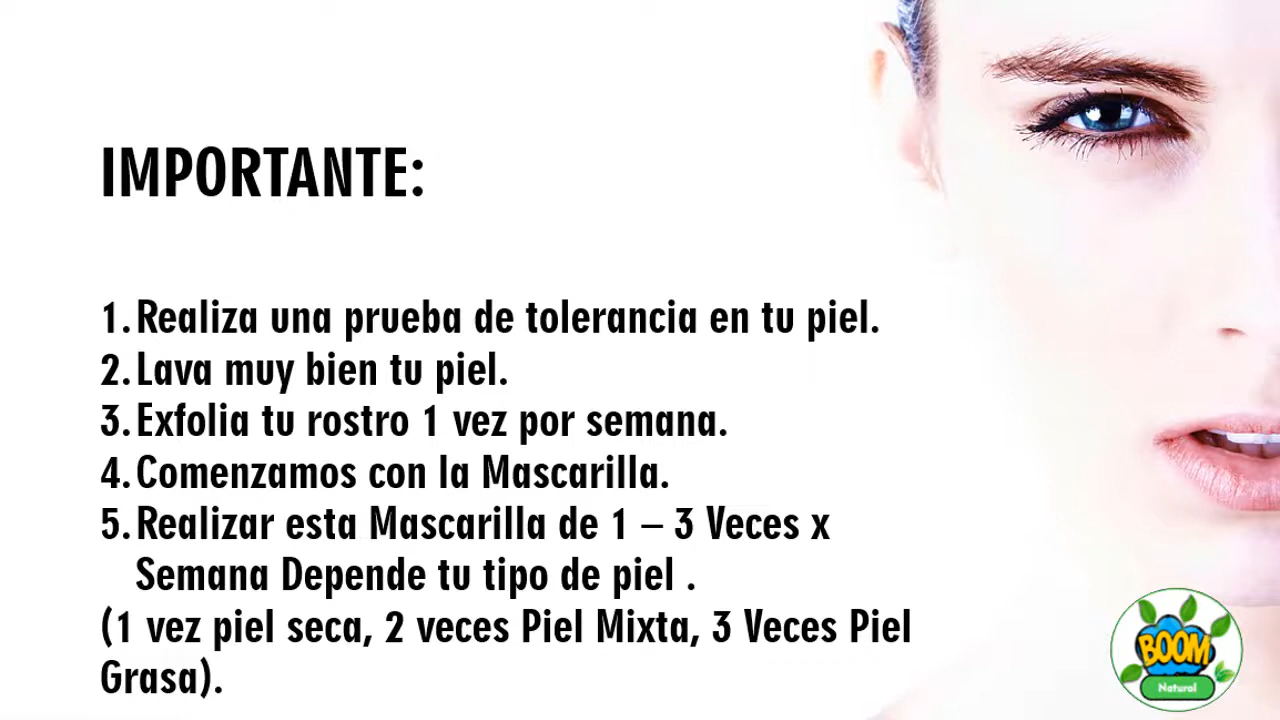 IMPORTANTE:
1. Realiza una prueba de tolerancia en tu piel.
2. Lava muy bien tu piel.
3. Exfolia tu rostro 1 vez por semana.
4. Comenzamos con la Mascarilla.
5. Realizar esta Mascarilla de 1 – 3 Veces x
Semana Depende tu tipo de piel .
(1 vez piel seca, 2 veces Piel Mixta, 3 Veces Piel
Grasa).
BOOM
Natural